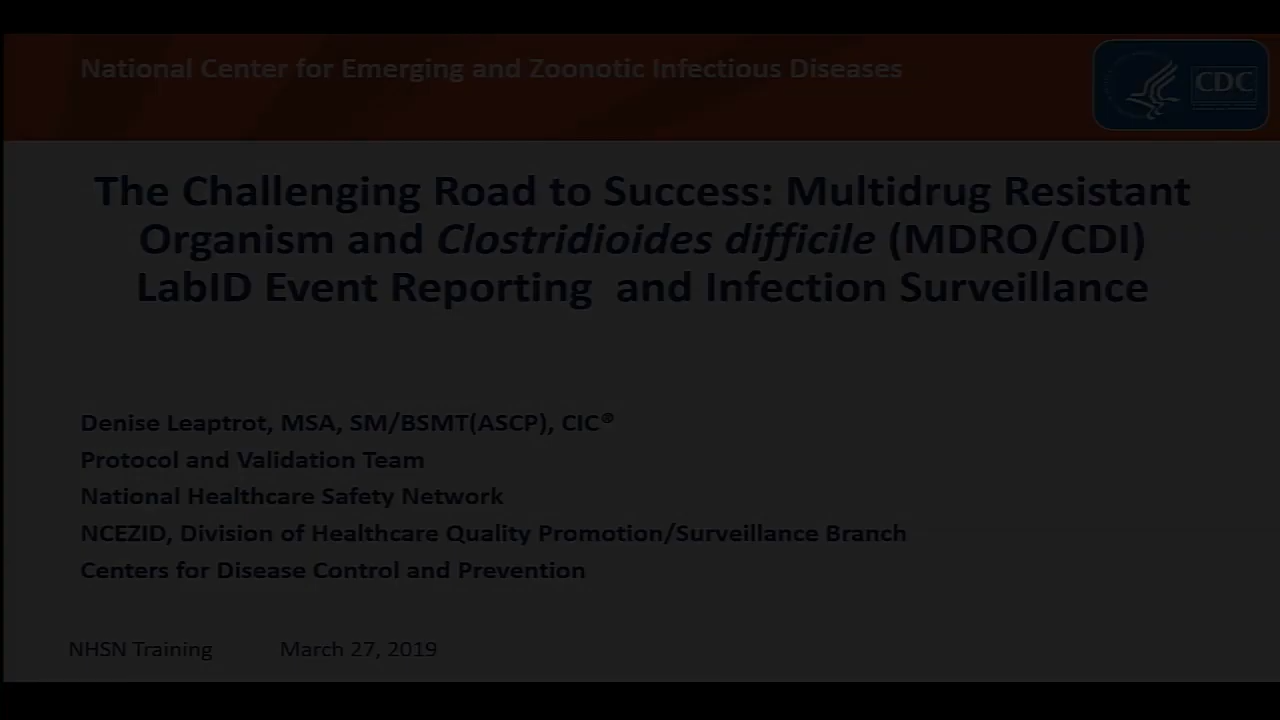 National Center for Emerging and Zoonotic Infectious Diseases
CDC
The Challenging Road to Success: Multidrug Resistant
Organism and Clostridioides difficile (MDRO/CDI)
LabID Event Reporting and Infection Surveillance
Denise Leaptrot, MSA, SM/BSMT(ASCP), CIC®
Protocol and Validation Team
National Healthcare Safety Network
NCEZID, Division of Healthcare Quality Promotion/Surveillance Branch
Centers for Disease Control and Prevention
NHSN Training March 27, 2019